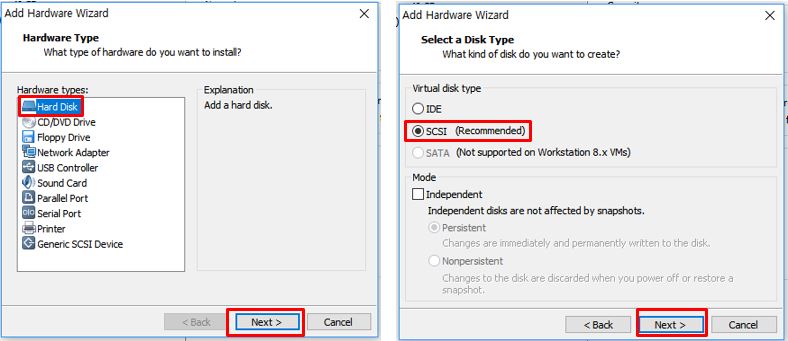 Add Hardware Wizard
Hardware Type
What type of hardware do you want to install?
Hardware types:
Hard Disk
CD/DVD Drive
Floppy Drive
Network Adapter
USB Controller
Sound Card
Parallel Port
Serial Port
Printer
Generic SCSI Device
Explanation
Add a hard disk.
< Back
Next >
Cancel
Add Hardware Wizard
Select a Disk Type
What kind of disk do you want to create?
Virtual disk type
IDE
SCSI (Recommended)
SATA (Not supported on Workstation 8.x VMs)
Mode
Independent
Independent disks are not affected by snapshots.
Persistent
Changes are immediately and permanently written to the disk.
Nonpersistent
Changes to the disk are discarded when you power off or restore a
snapshot.
< Back
Next >
Cancel